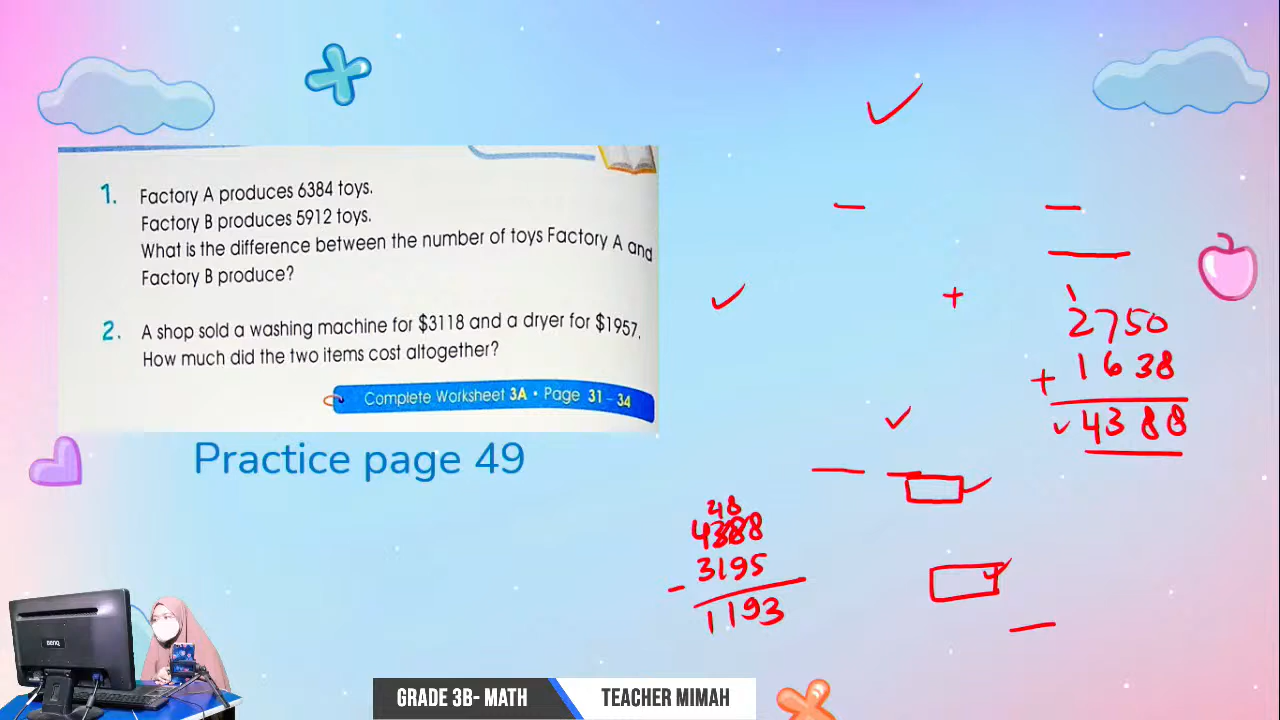 1. Factory A produces 6384 toys.
Factory B produces 5912 toys.
What is the difference between the number of toys Factory A and
Factory B produce?
2. A shop sold a washing machine for $3118 and a dryer for $1957.
How much did the two items cost altogether?
Complete Worksheet 3A • Page 31 - 34
Practice page 49
1
2750
+ 1638
4388
4388
- 3195
1193
BENQ
GRADE 3B- MATH
TEACHER MIMAH